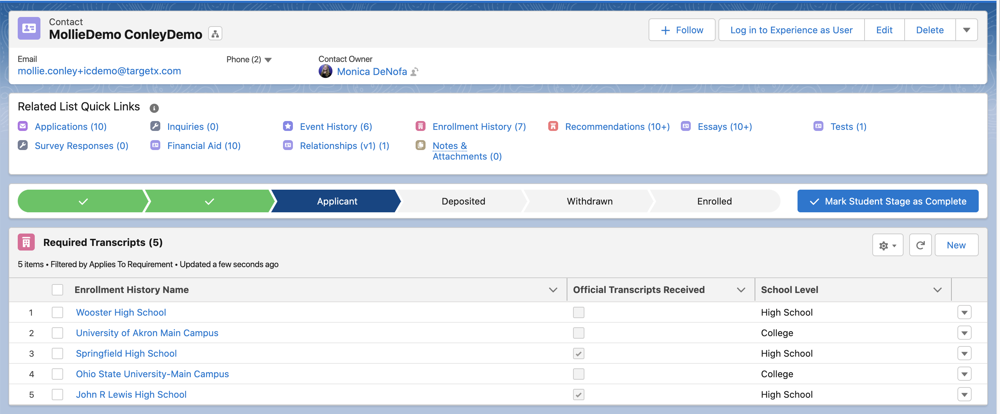 Contact
MollieDemo ConleyDemo
Follow
Log in to Experience as User
Edit
Delete
Email
Phone (2)
Contact Owner
mollie.conley+icdemo@targetx.com
Monica DeNofa
Related List Quick Links
Applications (10)
Inquiries (0)
Event History (6)
Enrollment History (7)
Recommendations (10+)
Essays (10+)
Tests (1)
Survey Responses (0)
Financial Aid (10)
Relationships (v1) (1)
Notes &
Attachments (0)
Applicant
Deposited
Withdrawn
Enrolled
Mark Student Stage as Complete
Required Transcripts (5)
New
5 items • Filtered by Applies To Requirement • Updated a few seconds ago
Enrollment History Name
Official Transcripts Received
School Level
1 Wooster High School High School
2 University of Akron Main Campus College
3 Springfield High School High School
4 Ohio State University-Main Campus College
5 John R Lewis High School High School